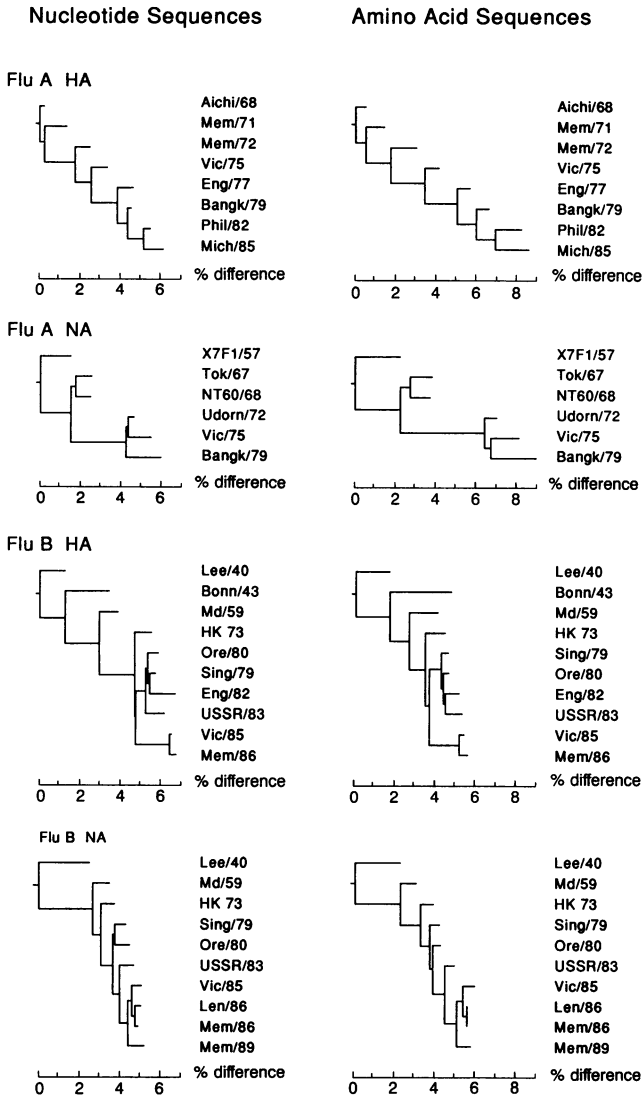 Nucleotide Sequences
Amino Acid Sequences
Flu A HA
Aichi/68
Mem/71
Mem/72
Vic/75
Eng/77
Bangk/79
Phil/82
Mich/85
% difference
0 2 4 6
Aichi/68
Mem/71
Mem/72
Vic/75
Eng/77
Bangk/79
Phil/82
Mich/85
% difference
0 2 4 6 8
Flu A NA
X7F1/57
Tok/67
NT60/68
Udorn/72
Vic/75
Bangk/79
% difference
0 2 4 6
X7F1/57
Tok/67
NT60/68
Udorn/72
Vic/75
Bangk/79
% difference
0 2 4 6 8
Flu B HA
Lee/40
Bonn/43
Md/59
HK 73
Ore/80
Sing/79
Eng/82
USSR/83
Vic/85
Mem/86
% difference
0 2 4 6
Lee/40
Bonn/43
Md/59
HK 73
Sing/79
Ore/80
Eng/82
USSR/83
Vic/85
Mem/86
% difference
0 2 4 6 8
Flu B NA
Lee/40
Md/59
HK 73
Sing/79
Ore/80
USSR/83
Vic/85
Len/86
Mem/86
Mem/89
% difference
0 2 4 6
Lee/40
Md/59
HK 73
Sing/79
Ore/80
USSR/83
Vic/85
Len/86
Mem/86
Mem/89
% difference
0 2 4 6 8